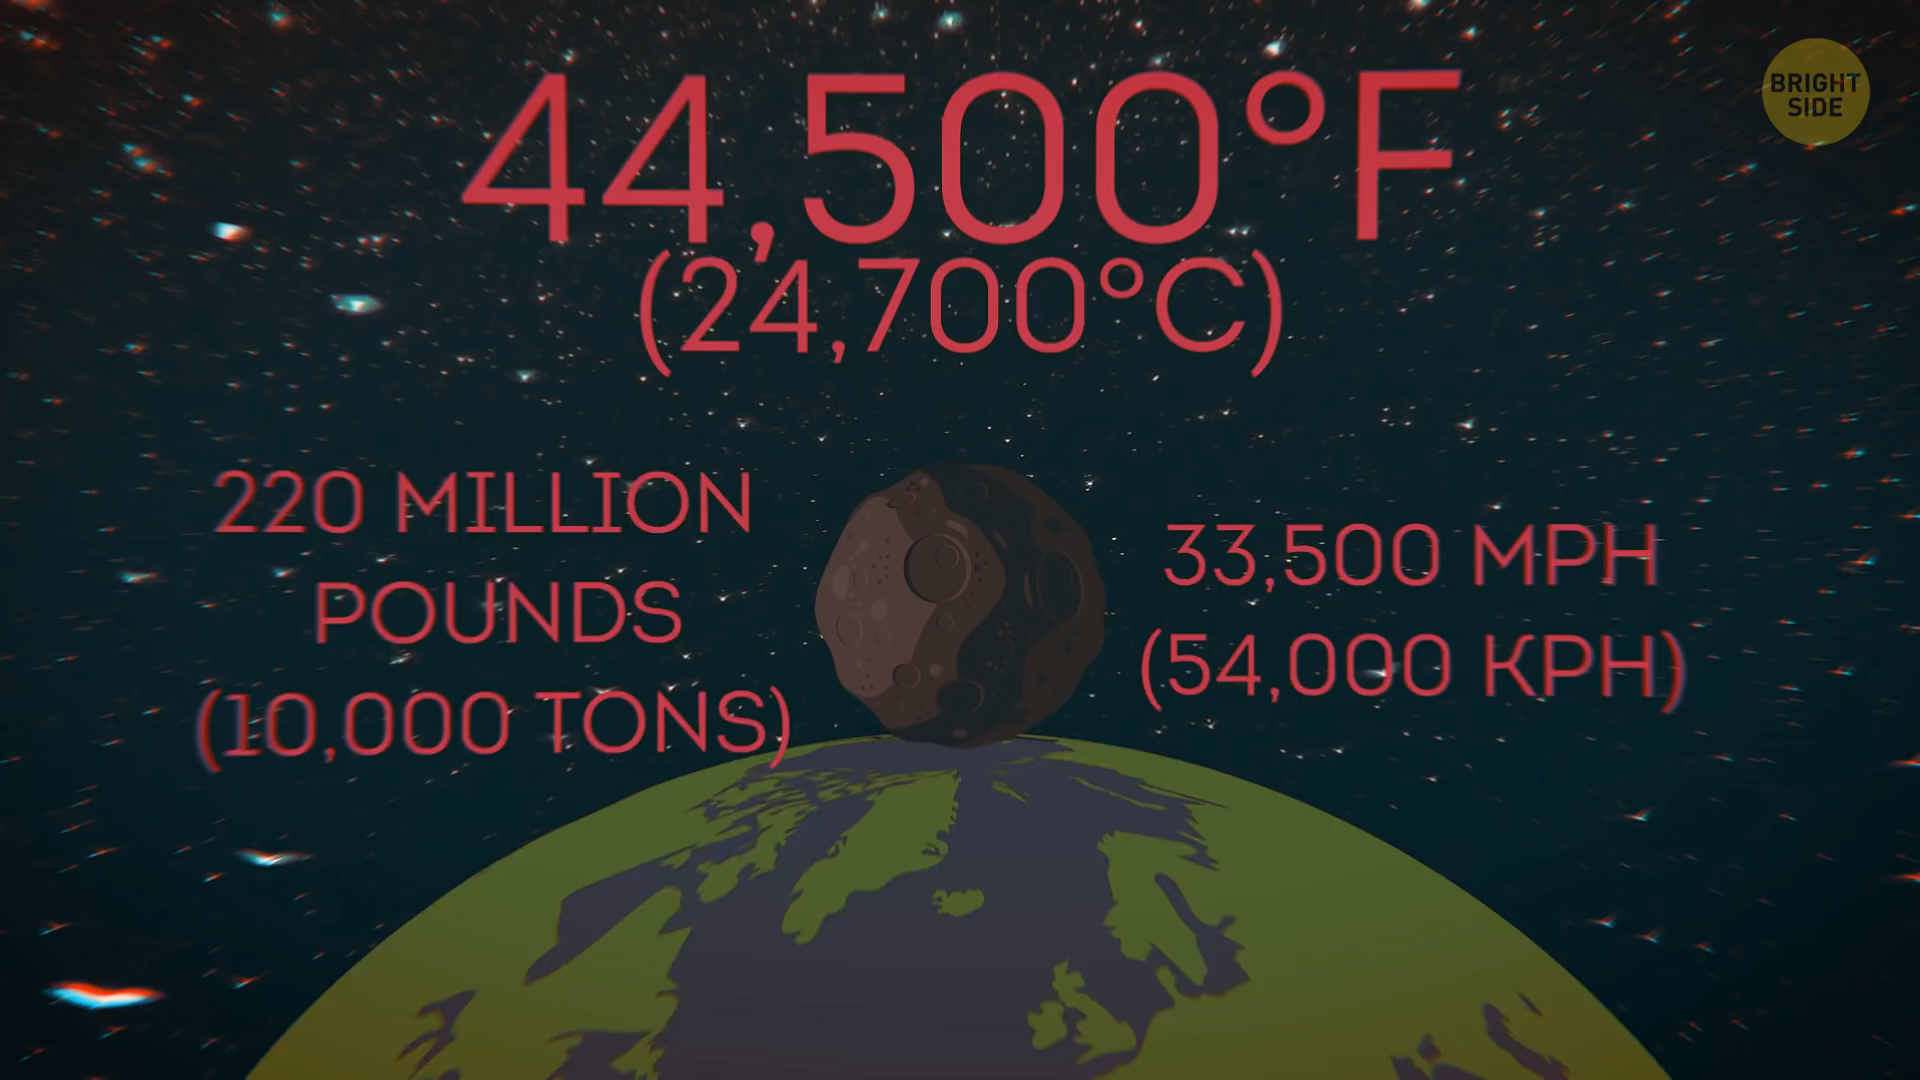 44,500°F
(24,700°C)
220 MILLION
POUNDS
(10,000 TONS)
33,500 MPH
(54,000 KPH)
BRIGHT
SIDE